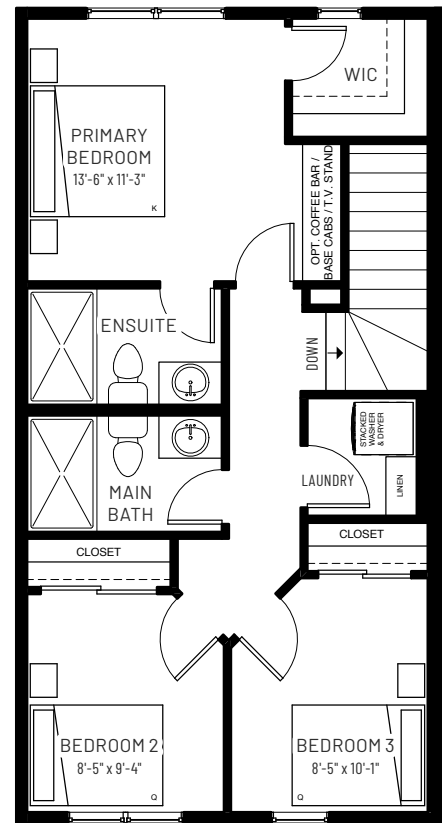 WIC
PRIMARY
BEDROOM
13'-6" x 11'-3"
K
OPT. COFFEE BAR /
BASE CABS / T.V. STAND
ENSUITE
DOWN
STACKED
WASHER
& DRYER
LAUNDRY
LINEN
MAIN
BATH
CLOSET
CLOSET
BEDROOM 2
8'-5" x 9'-4"
Q
BEDROOM 3
8'-5" x 10'-1"
Q